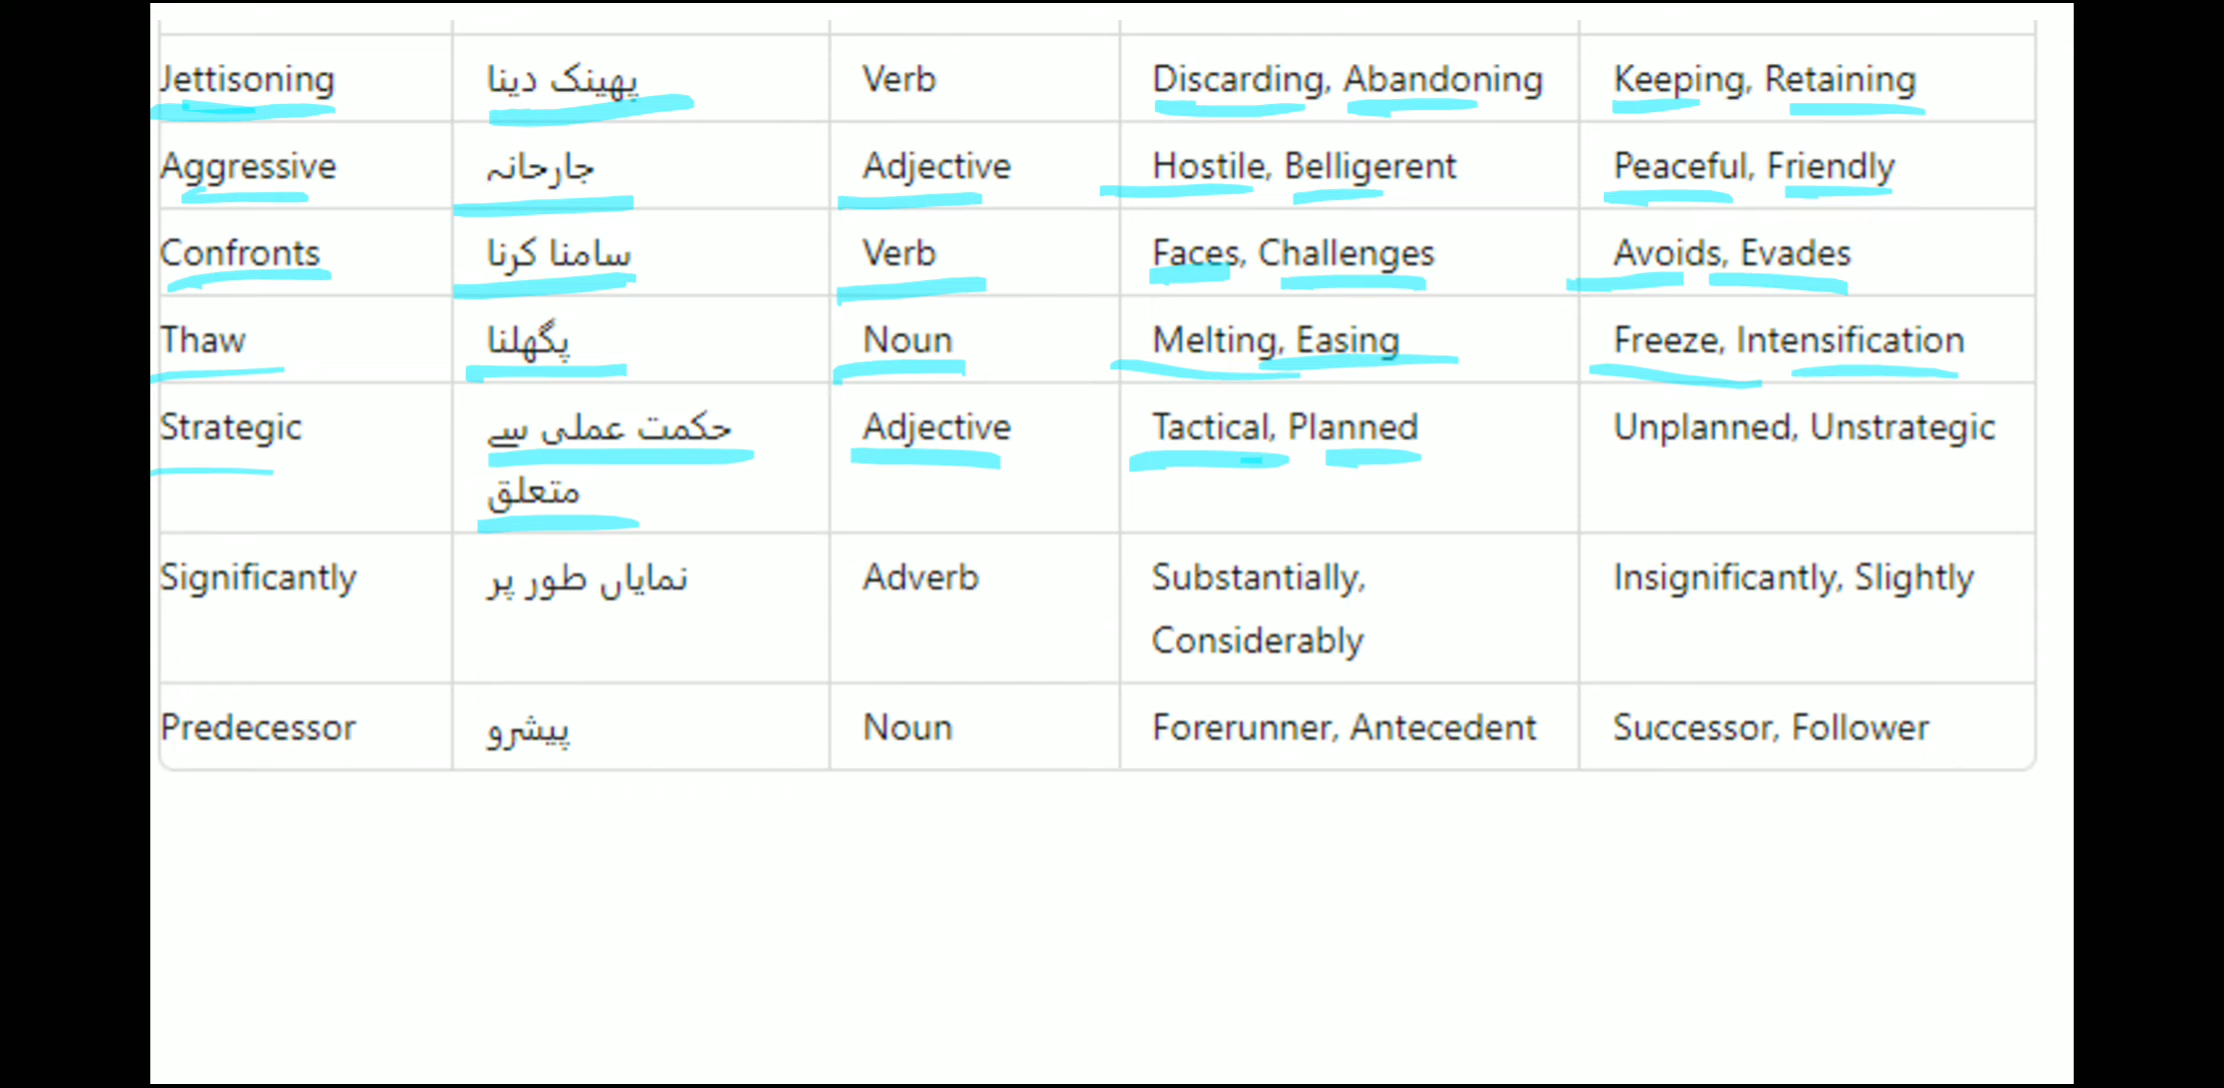 Jettisoning پھینک دینا Verb Discarding, Abandoning Keeping, Retaining
Aggressive جارحانہ Adjective Hostile, Belligerent Peaceful, Friendly
Confronts سامنا کرنا Verb Faces, Challenges Avoids, Evades
Thaw پگھلنا Noun Melting, Easing Freeze, Intensification
Strategic حکمت عملی سے Adjective Tactical, Planned Unplanned, Unstrategic
متعلق
Significantly نمایاں طور پر Adverb Substantially, Insignificantly, Slightly
Considerably
Predecessor پیشرو Noun Forerunner, Antecedent Successor, Follower